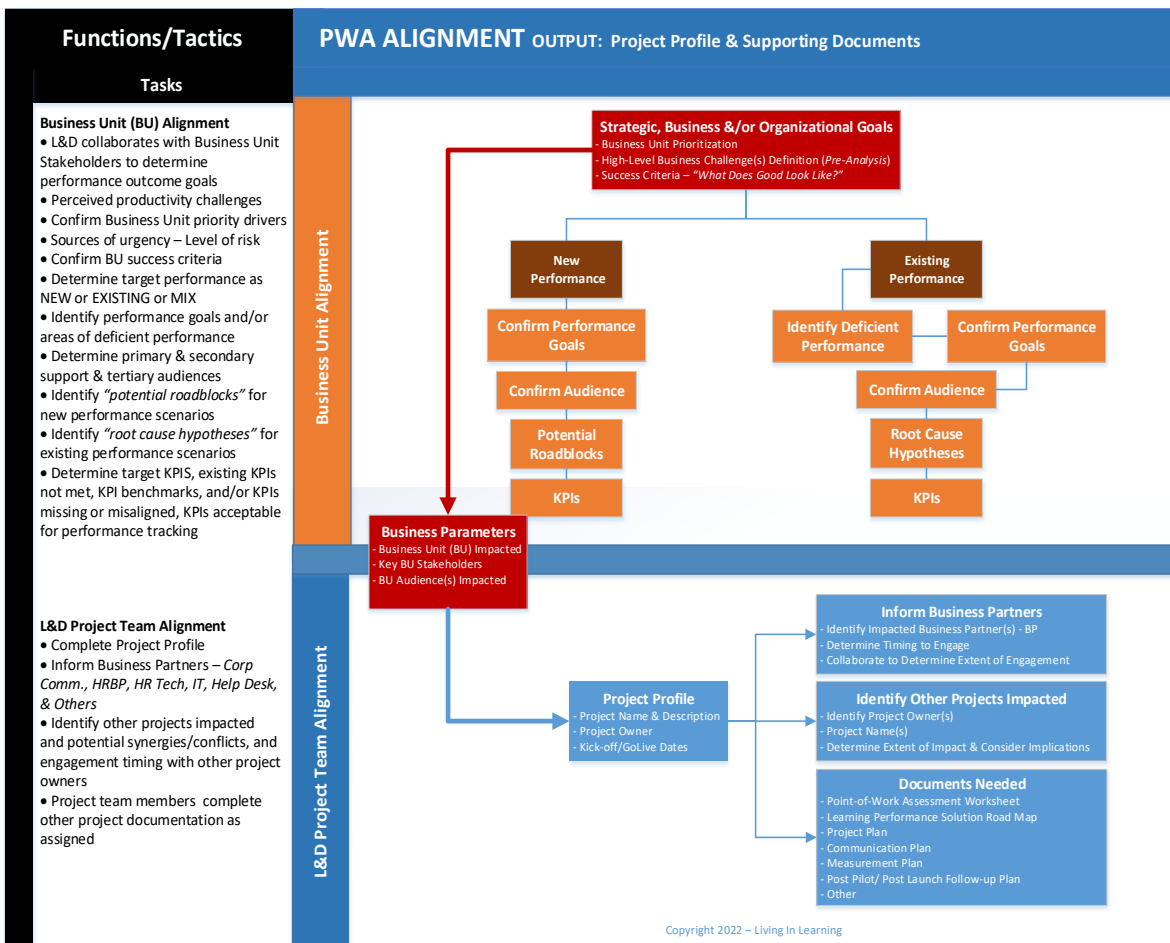 Functions/Tactics
Tasks
Business Unit (BU) Alignment
• L&D collaborates with Business Unit
Stakeholders to determine
performance outcome goals
• Perceived productivity challenges
• Confirm Business Unit priority drivers
• Sources of urgency – Level of risk
• Confirm BU success criteria
• Determine target performance as
NEW or EXISTING or MIX
• Identify performance goals and/or
areas of deficient performance
• Determine primary & secondary
support & tertiary audiences
• Identify “potential roadblocks” for
new performance scenarios
• Identify “root cause hypotheses” for
existing performance scenarios
• Determine target KPIS, existing KPIs
not met, KPI benchmarks, and/or KPIs
missing or misaligned, KPIs acceptable
for performance tracking
L&D Project Team Alignment
• Complete Project Profile
• Inform Business Partners – Corp
Comm., HRBP, HR Tech, IT, Help Desk,
& Others
• Identify other projects impacted
and potential synergies/conflicts, and
engagement timing with other project
owners
• Project team members complete
other project documentation as
assigned
PWA ALIGNMENT OUTPUT: Project Profile & Supporting Documents
Business Unit Alignment
Strategic, Business &/or Organizational Goals
- Business Unit Prioritization
- High-Level Business Challenge(s) Definition (Pre-Analysis)
- Success Criteria – “What Does Good Look Like?”
New
Performance
Confirm Performance
Goals
Confirm Audience
Potential
Roadblocks
KPIs
Existing
Performance
Identify Deficient
Performance
Confirm Performance
Goals
Confirm Audience
Root Cause
Hypotheses
KPIs
Business Parameters
- Business Unit (BU) Impacted
- Key BU Stakeholders
- BU Audience(s) Impacted
L&D Project Team Alignment
Project Profile
- Project Name & Description
- Project Owner
- Kick-off/GoLive Dates
Inform Business Partners
- Identify Impacted Business Partner(s) - BP
- Determine Timing to Engage
- Collaborate to Determine Extent of Engagement
Identify Other Projects Impacted
- Identify Project Owner(s)
- Project Name(s)
- Determine Extent of Impact & Consider Implications
Documents Needed
- Point-of-Work Assessment Worksheet
- Learning Performance Solution Road Map
- Project Plan
- Communication Plan
- Measurement Plan
- Post Pilot/ Post Launch Follow-up Plan
- Other
Copyright 2022 – Living In Learning